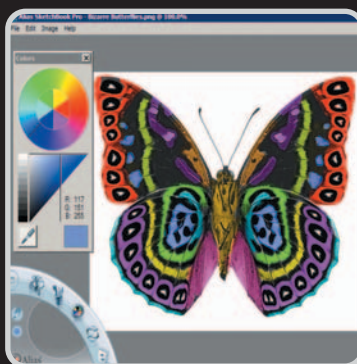 Alias SketchBook Pro - Bizarre Butterflies.png @ 100.0%
File Edit Image Help
Colors
R: 117
G: 151
B: 255
Alias